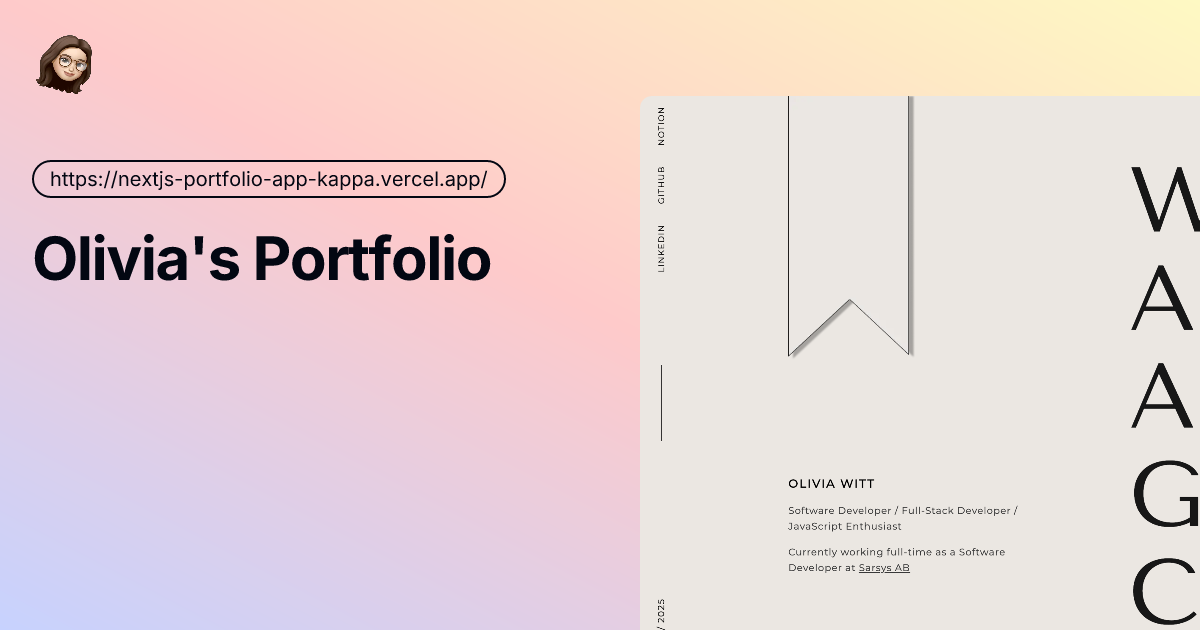 https://nextjs-portfolio-app-kappa.vercel.app/
Olivia's Portfolio
NOTION
GITHUB
LINKEDIN
OLIVIA WITT
Software Developer / Full-Stack Developer /
JavaScript Enthusiast
Currently working full-time as a Software
Developer at Sarsys AB
/ 2025
W
A
A
G
C